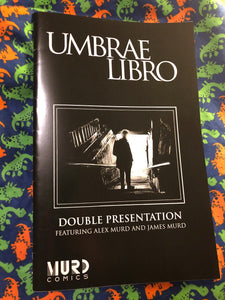 UMBRAE
LIBRO
DOUBLE PRESENTATION
FEATURING ALEX MURD AND JAMES MURD
MURD
COMICS